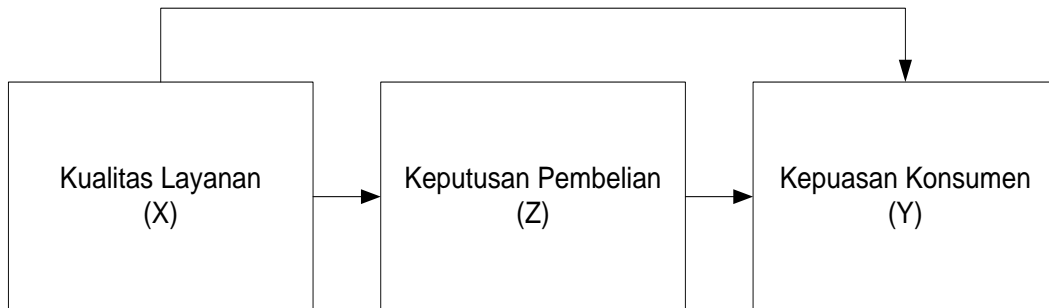 Kualitas Layanan
(X)
Keputusan Pembelian
(Z)
Kepuasan Konsumen
(Y)